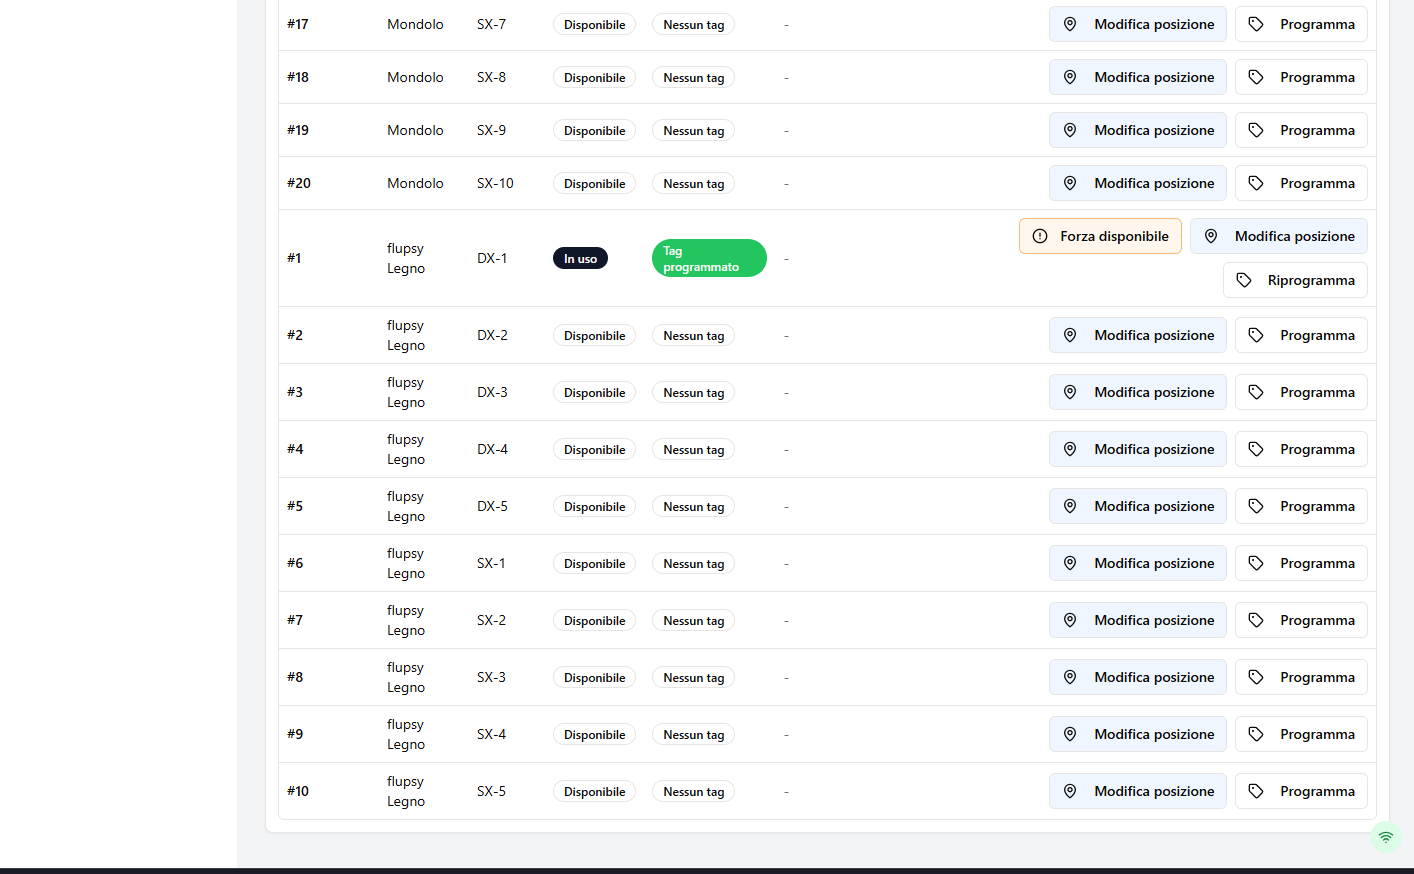 #17 Mondolo SX-7 Disponibile Nessun tag - Modifica posizione Programma
#18 Mondolo SX-8 Disponibile Nessun tag - Modifica posizione Programma
#19 Mondolo SX-9 Disponibile Nessun tag - Modifica posizione Programma
#20 Mondolo SX-10 Disponibile Nessun tag - Modifica posizione Programma
#1 flupsy Legno DX-1 In uso Tag programmato - Forza disponibile Modifica posizione
Riprogramma
#2 flupsy Legno DX-2 Disponibile Nessun tag - Modifica posizione Programma
#3 flupsy Legno DX-3 Disponibile Nessun tag - Modifica posizione Programma
#4 flupsy Legno DX-4 Disponibile Nessun tag - Modifica posizione Programma
#5 flupsy Legno DX-5 Disponibile Nessun tag - Modifica posizione Programma
#6 flupsy Legno SX-1 Disponibile Nessun tag - Modifica posizione Programma
#7 flupsy Legno SX-2 Disponibile Nessun tag - Modifica posizione Programma
#8 flupsy Legno SX-3 Disponibile Nessun tag - Modifica posizione Programma
#9 flupsy Legno SX-4 Disponibile Nessun tag - Modifica posizione Programma
#10 flupsy Legno SX-5 Disponibile Nessun tag - Modifica posizione Programma